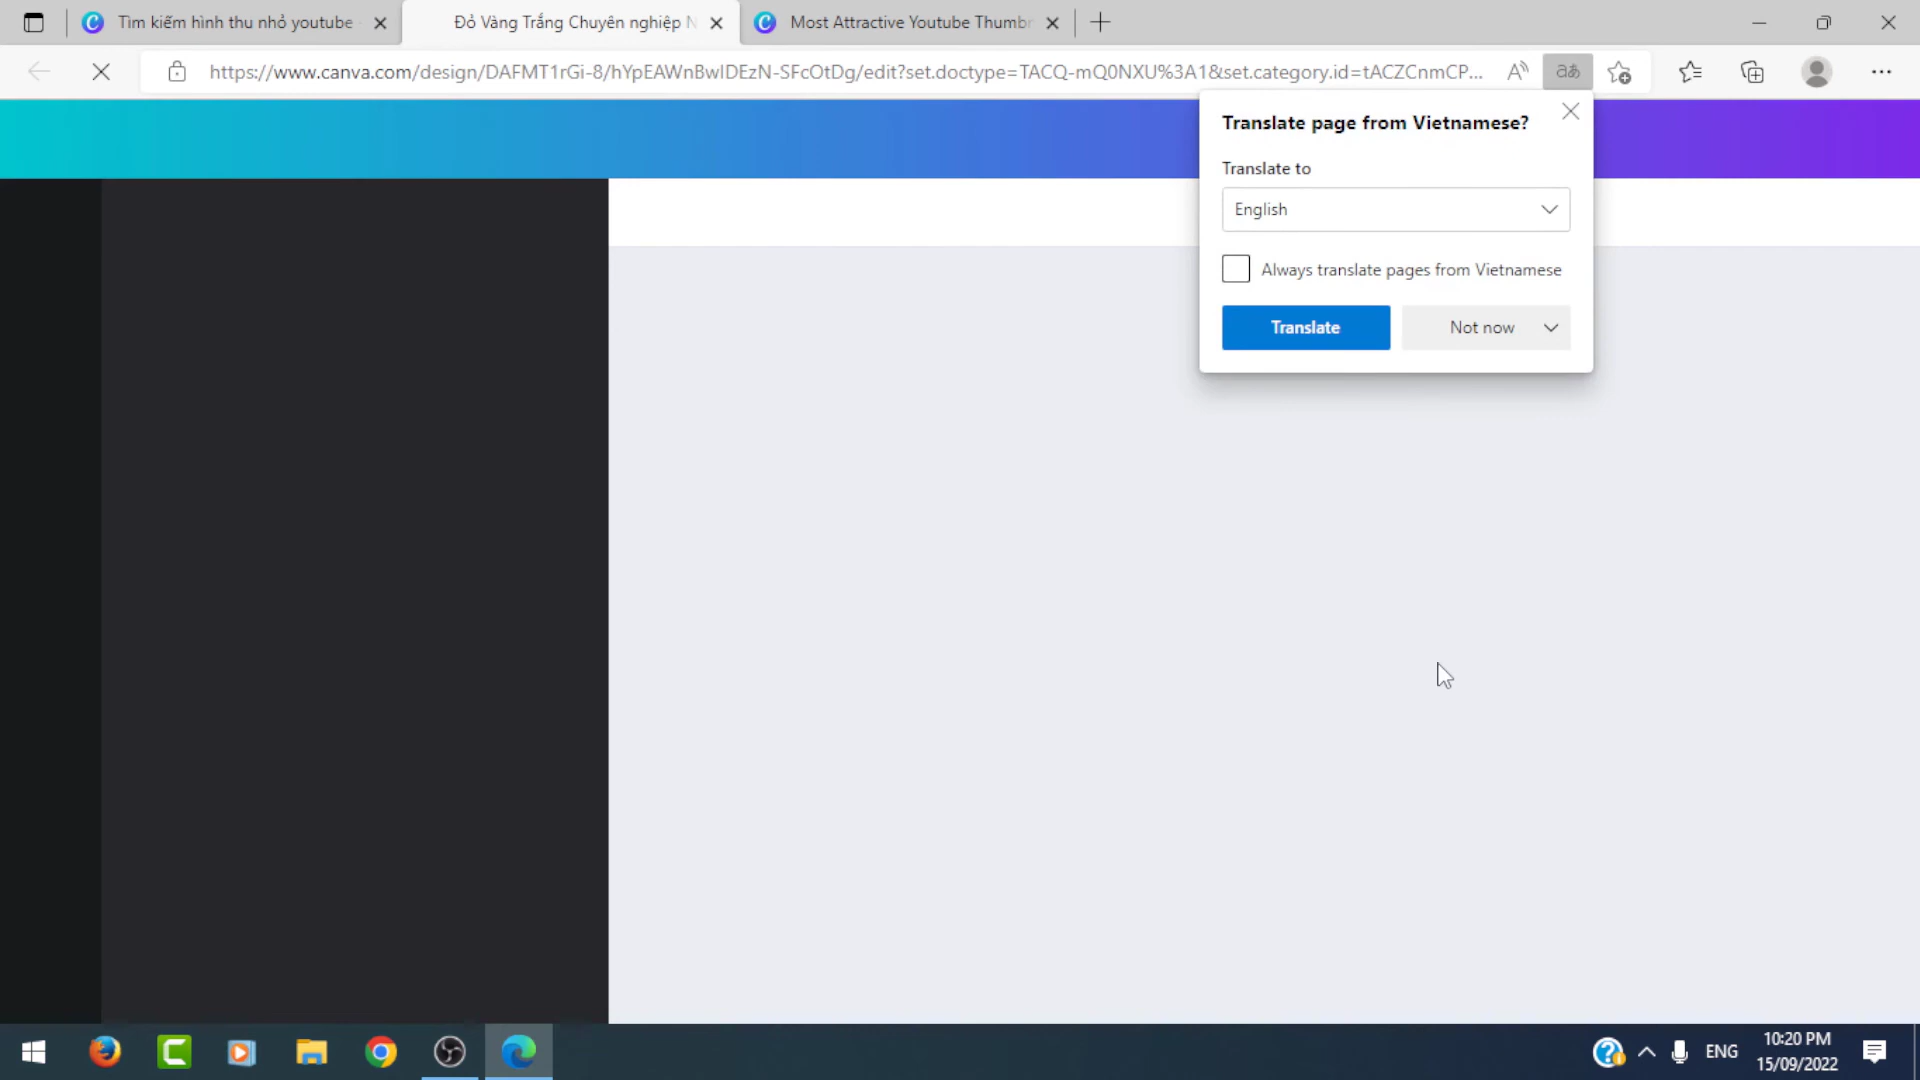 Tìm kiếm hình thu nhỏ youtube
Đỏ Vàng Trắng Chuyên nghiệp
Most Attractive Youtube Thumbn
https://www.canva.com/design/DAFMT1rGi-8/hYpEAWnBwIDEzN-SFcOtDg/edit?set.doctype=TACQ-mQ0NXU%3A1&set.category.id=tACZCnmCP...
Translate page from Vietnamese?
Translate to
English
Always translate pages from Vietnamese
Translate
Not now
ENG
10:20 PM
15/09/2022